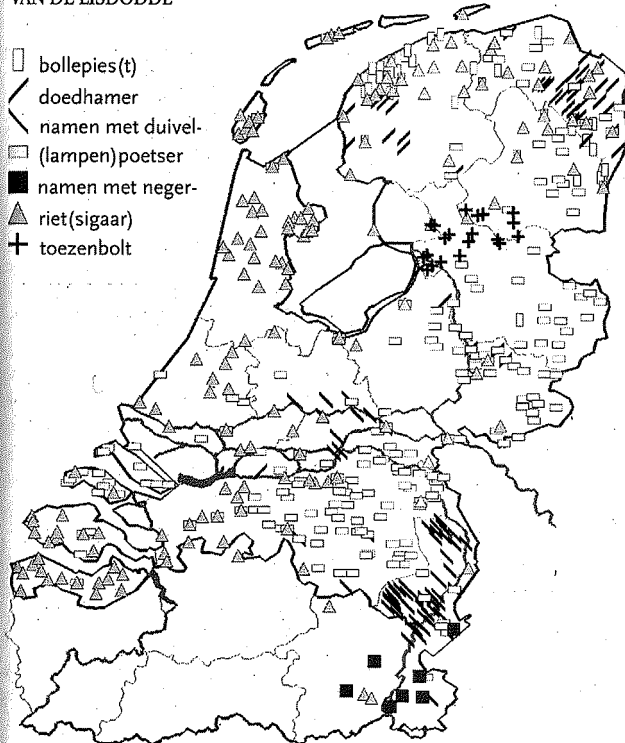 VAN DE LISDODDE
bollepies(t)
doedhamer
namen met duivel-
(lampen)poetser
namen met neger-
riet(sigaar)
toezenbolt